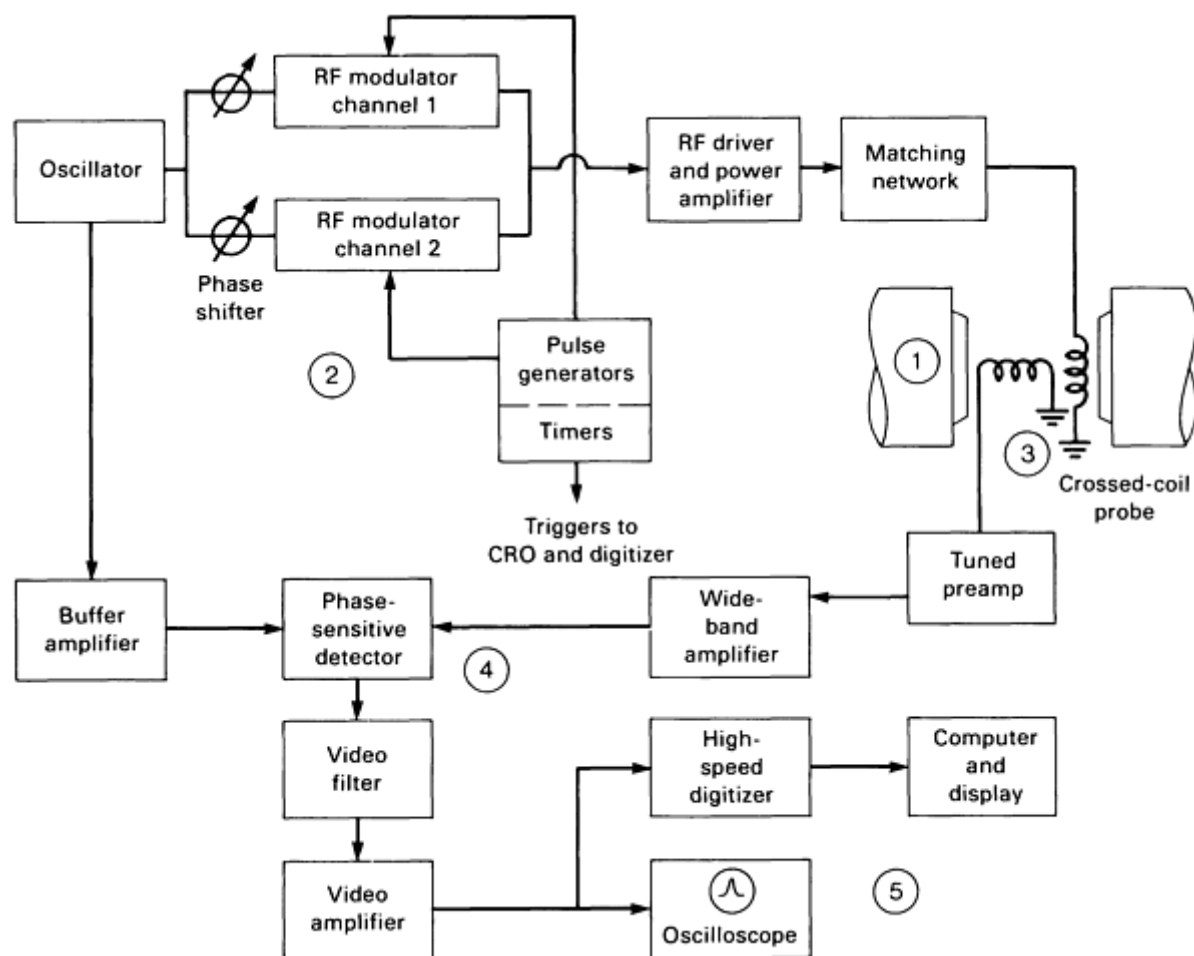 RF modulator
channel 1
Oscillator
RF modulator
channel 2
Phase
shifter
RF driver
and power
amplifier
Matching
network
2
Pulse
generators
Timers
Triggers to
CRO and digitizer
1
3
Crossed-coil
probe
Tuned
preamp
Wide-
band
amplifier
Buffer
amplifier
Phase-
sensitive
detector
4
Video
filter
High-
speed
digitizer
Computer
and
display
Video
amplifier
Oscilloscope
5